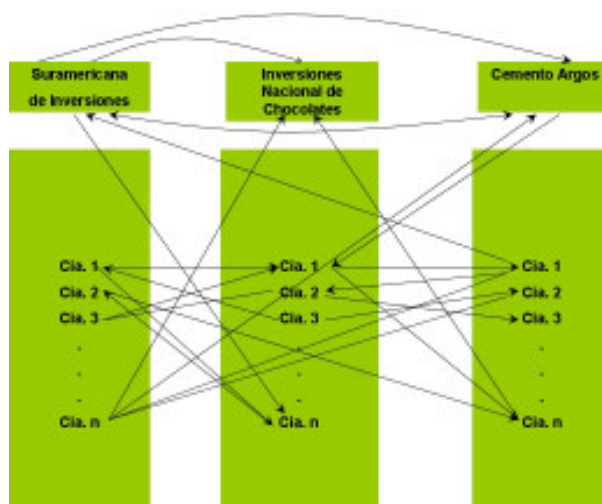 Suramericana
de Inversiones
Inversiones
Nacional de
Chocolates
Cemento Argos
Cia. 1
Cia. 2
Cia. 3
.
.
.
Cia. n
Cia. 1
Cia. 2
Cia. 3
.
.
.
Cia. n
Cia. 1
Cia. 2
Cia. 3
.
.
.
Cia. n